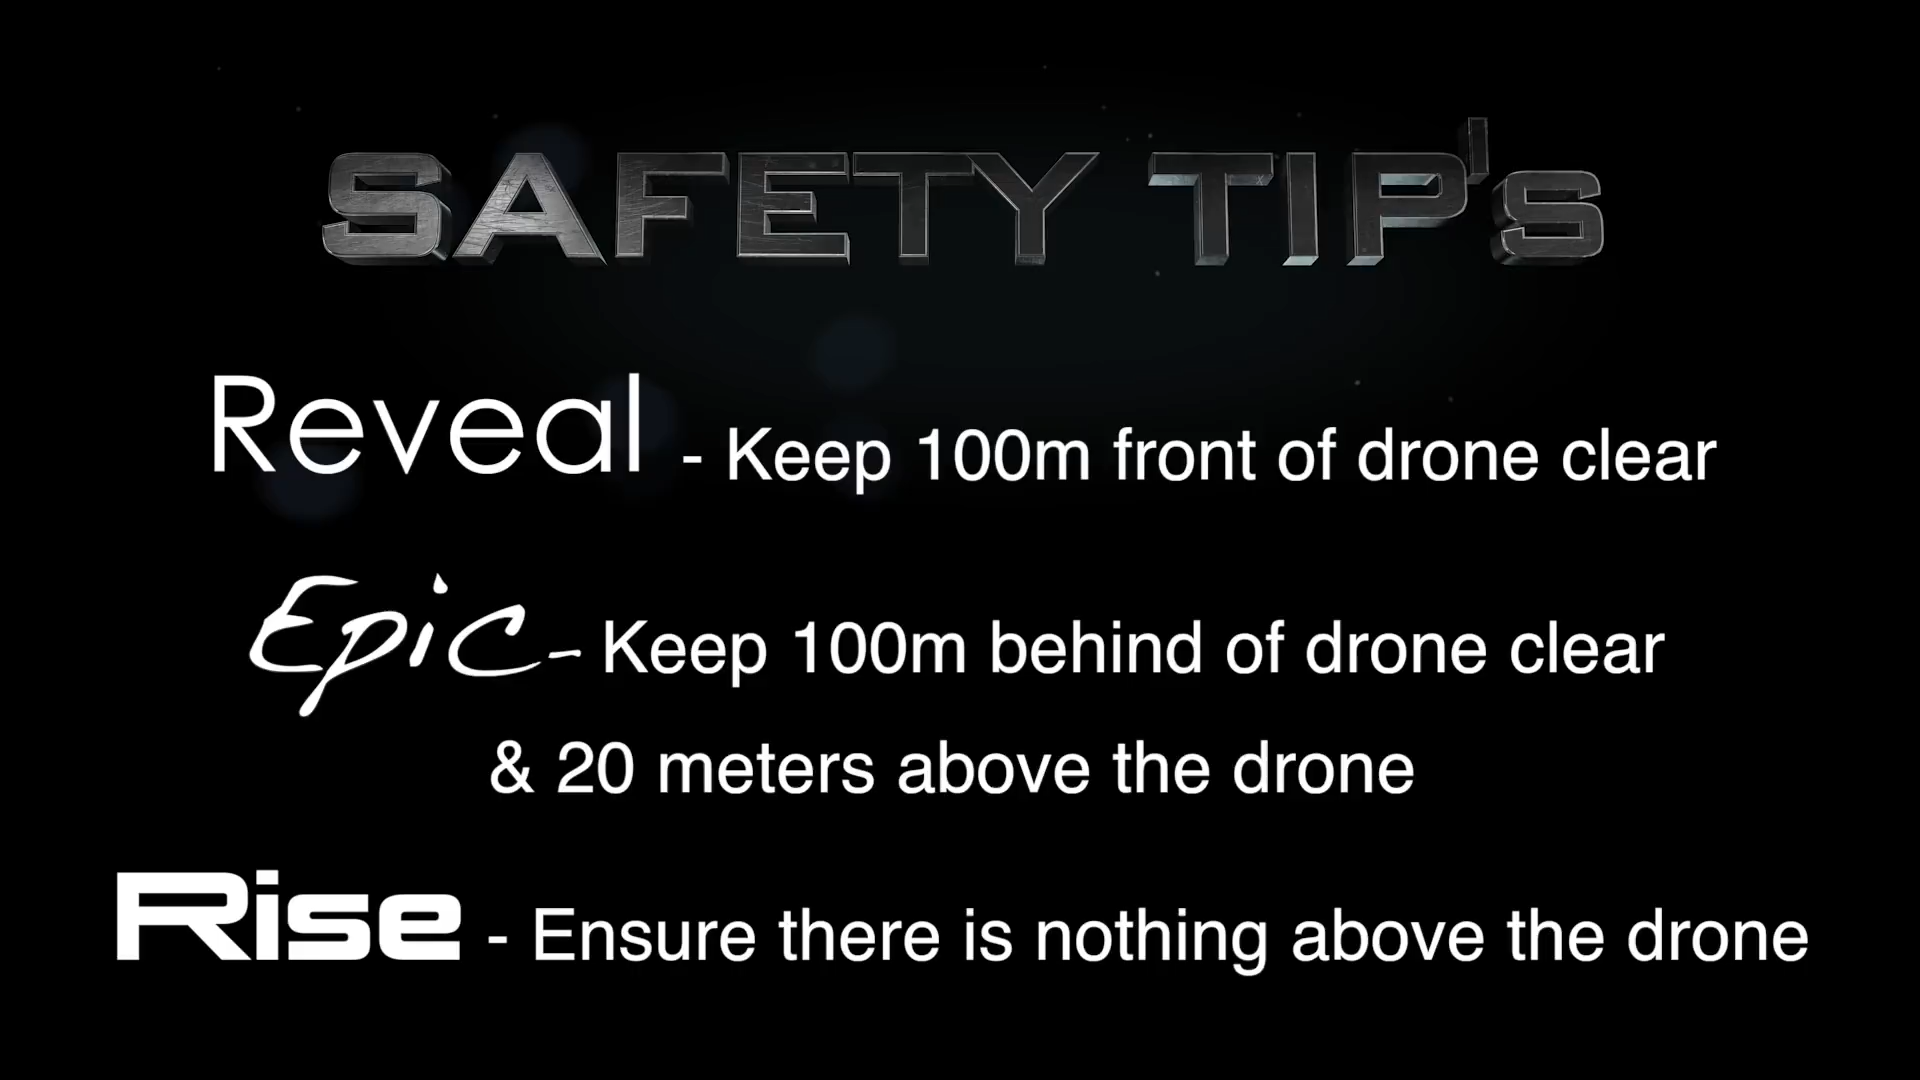 SAFETY TIP's
Reveal - Keep 100m front of drone clear
Epic - Keep 100m behind of drone clear
& 20 meters above the drone
Rise - Ensure there is nothing above the drone